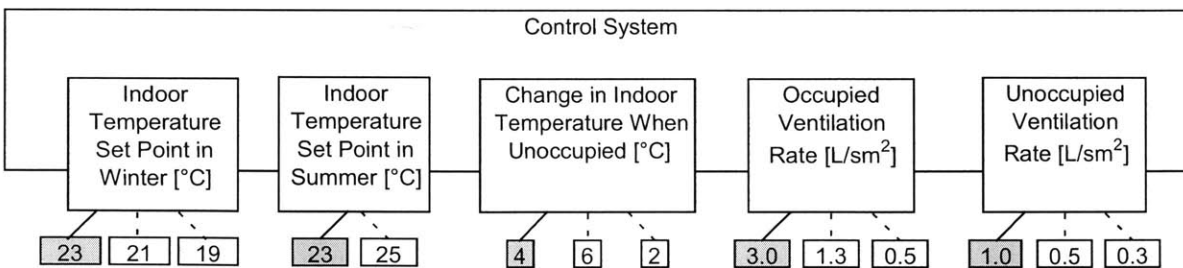 Control System
Indoor
Temperature
Set Point in
Winter [°C]
Indoor
Temperature
Set Point in
Summer [°C]
Change in Indoor
Temperature When
Unoccupied [°C]
Occupied
Ventilation
Rate [L/sm²]
Unoccupied
Ventilation
Rate [L/sm²]
23 21 19
23 25
4 6 2
3.0 1.3 0.5
1.0 0.5 0.3